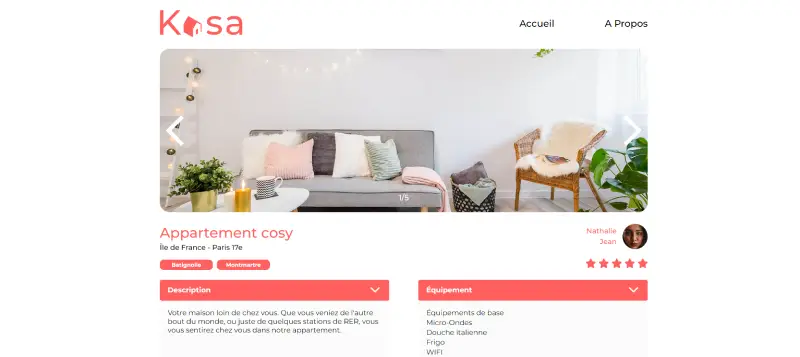 Kasa
Accueil
A Propos
1/5
Appartement cosy
Île de France - Paris 17e
Nathalie
Jean
Batignolle
Montmartre
Description
Votre maison loin de chez vous. Que vous veniez de l'autre
bout du monde, ou juste de quelques stations de RER, vous
vous sentirez chez vous dans notre appartement.
Équipement
Équipements de base
Micro-Ondes
Douche italienne
Frigo
WIFI